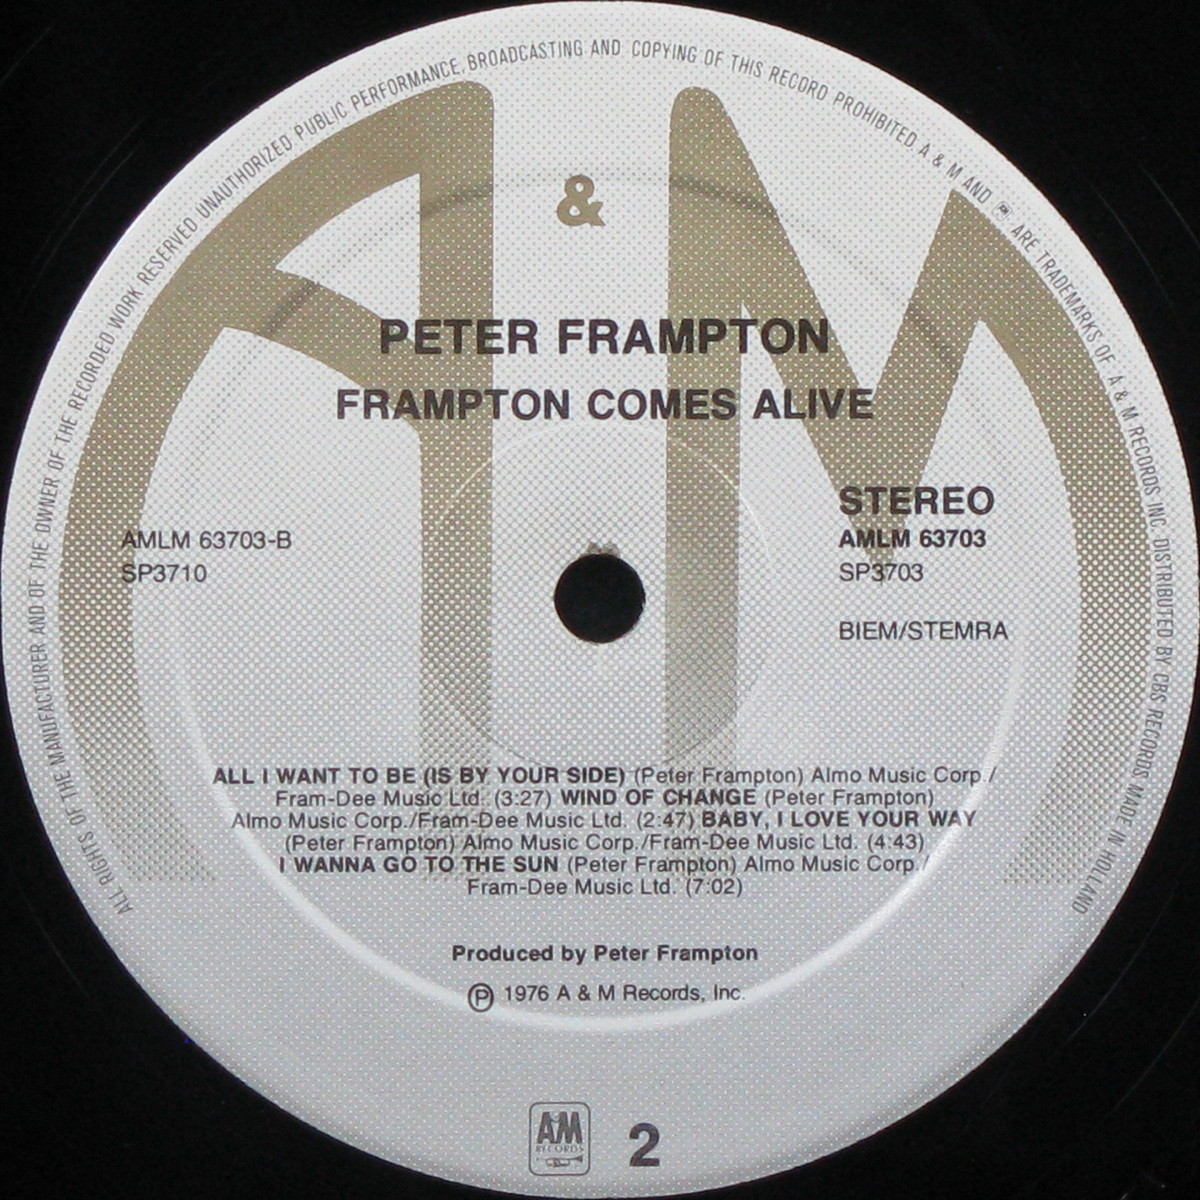 ALL RIGHTS OF THE MANUFACTURER AND OF THE OWNER OF THE RECORDED WORK RESERVED UNAUTHORIZED PUBLIC PERFORMANCE, BROADCASTING AND COPYING OF THIS RECORD PROHIBITED. A & M AND ARE TRADEMARKS OF A & M RECORDS INC. DISTRIBUTED BY CBS RECORDS MADE IN HOLLAND
A & M
PETER FRAMPTON
FRAMPTON COMES ALIVE
STEREO
AMLM 63703-B
AMLM 63703
SP3710
SP3703
BIEM/STEMRA
ALL I WANT TO BE (IS BY YOUR SIDE) (Peter Frampton) Almo Music Corp./
Fram-Dee Music Ltd. (3:27) WIND OF CHANGE (Peter Frampton)
Almo Music Corp./Fram-Dee Music Ltd. (2:47) BABY, I LOVE YOUR WAY
(Peter Frampton) Almo Music Corp./Fram-Dee Music Ltd. (4:43)
I WANNA GO TO THE SUN (Peter Frampton) Almo Music Corp./
Fram-Dee Music Ltd. (7:02)
Produced by Peter Frampton
℗ 1976 A & M Records, Inc.
A&M
RECORDS
2